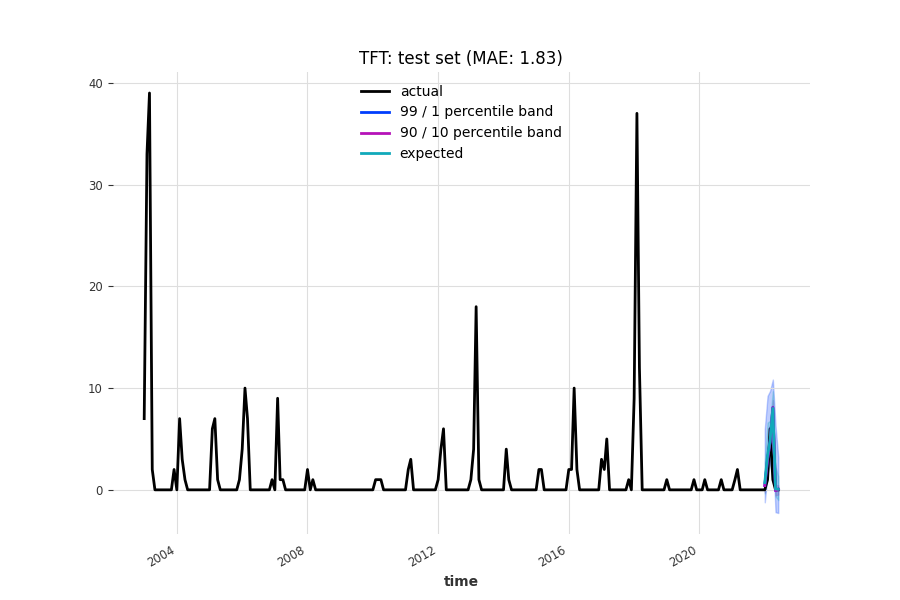 TFT: test set (MAE: 1.83)
actual
99 / 1 percentile band
90 / 10 percentile band
expected
40
30
20
10
0
2004
2008
2012
2016
2020
time